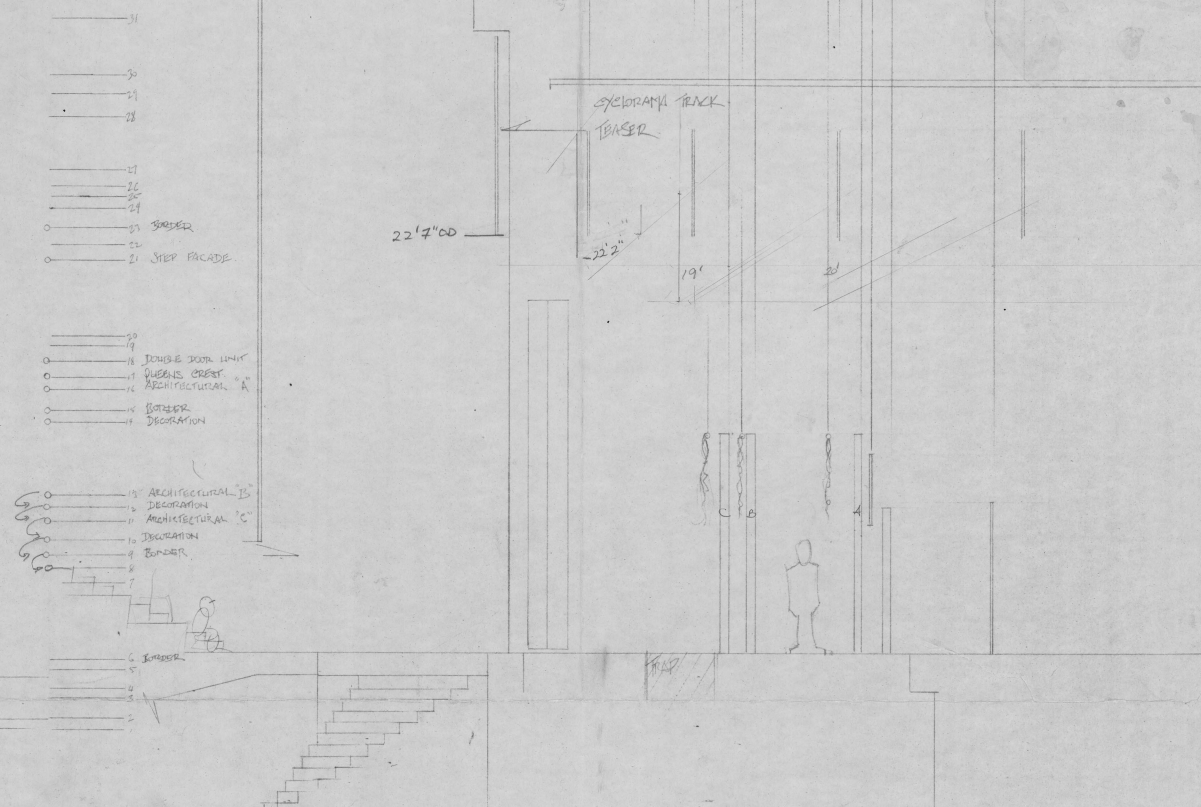 31
30
29
28
27
26
25
24
23 BORDER
22
21 STEP FACADE
20
19
18 DOUBLE DOOR UNIT
17 QUEENS CREST
16 ARCHITECTURAL "A"
15 BORDER
14 DECORATION
13 ARCHITECTURAL "B"
12 DECORATION
11 ARCHITECTURAL "C"
10 DECORATION
9 BORDER
8
7
6 BORDER
5
4
3
2
1
CYCLORAMA TRACK
TEASER
22'7"
22'2"
19'
C
B
A
TRAP